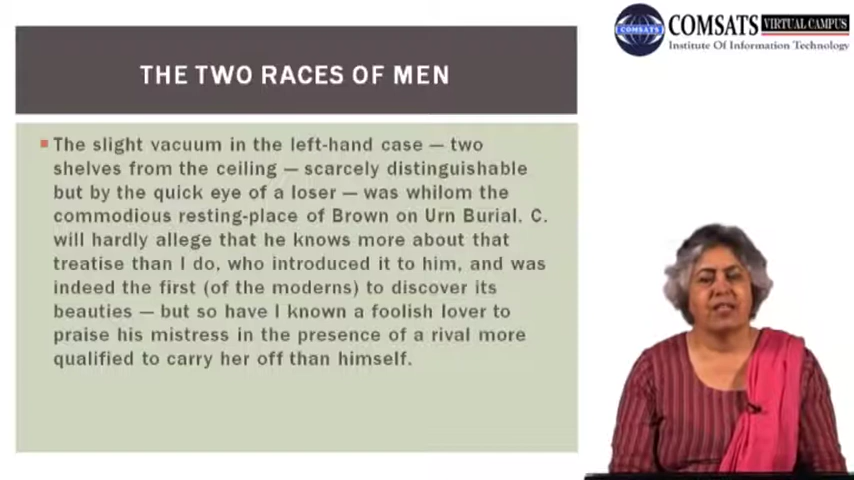 THE TWO RACES OF MEN
The slight vacuum in the left-hand case — two
shelves from the ceiling — scarcely distinguishable
but by the quick eye of a loser — was whilom the
commodious resting-place of Brown on Urn Burial. C.
will hardly allege that he knows more about that
treatise than I do, who introduced it to him, and was
indeed the first (of the moderns) to discover its
beauties — but so have I known a foolish lover to
praise his mistress in the presence of a rival more
qualified to carry her off than himself.
COMSATS
COMSATS VIRTUAL CAMPUS
Institute Of Information Technology